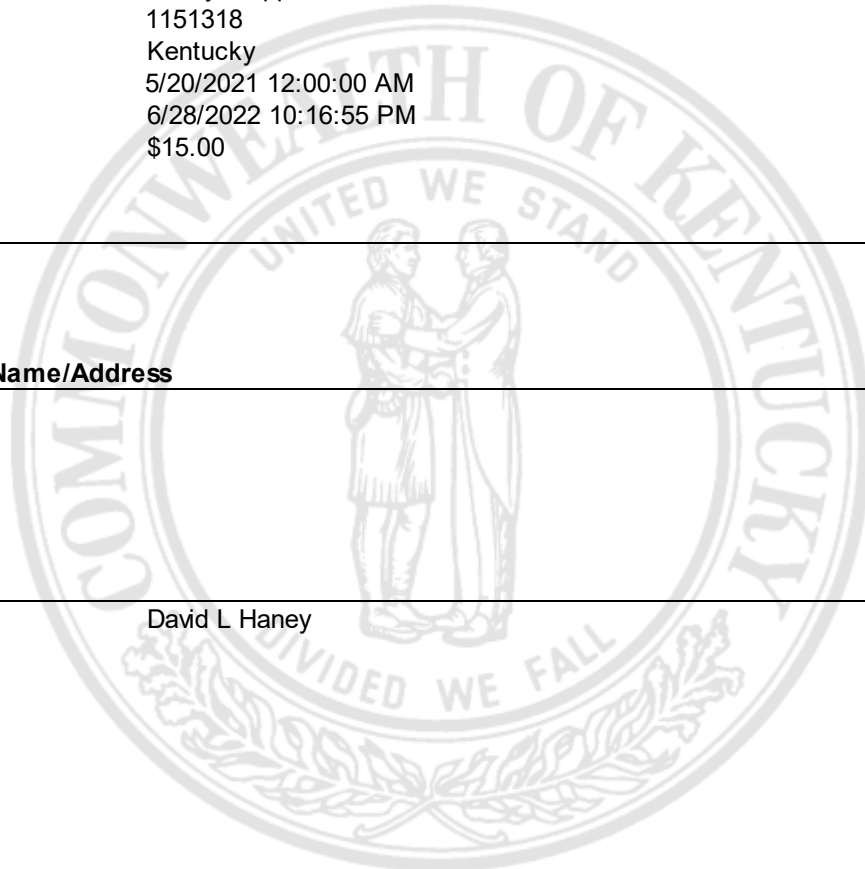 1151318
Kentucky
5/20/2021 12:00:00 AM
6/28/2022 10:16:55 PM
$15.00
COMMONWEALTH OF KENTUCKY
UNITED WE STAND
Name/Address
David L Haney
DIVIDED WE FALL